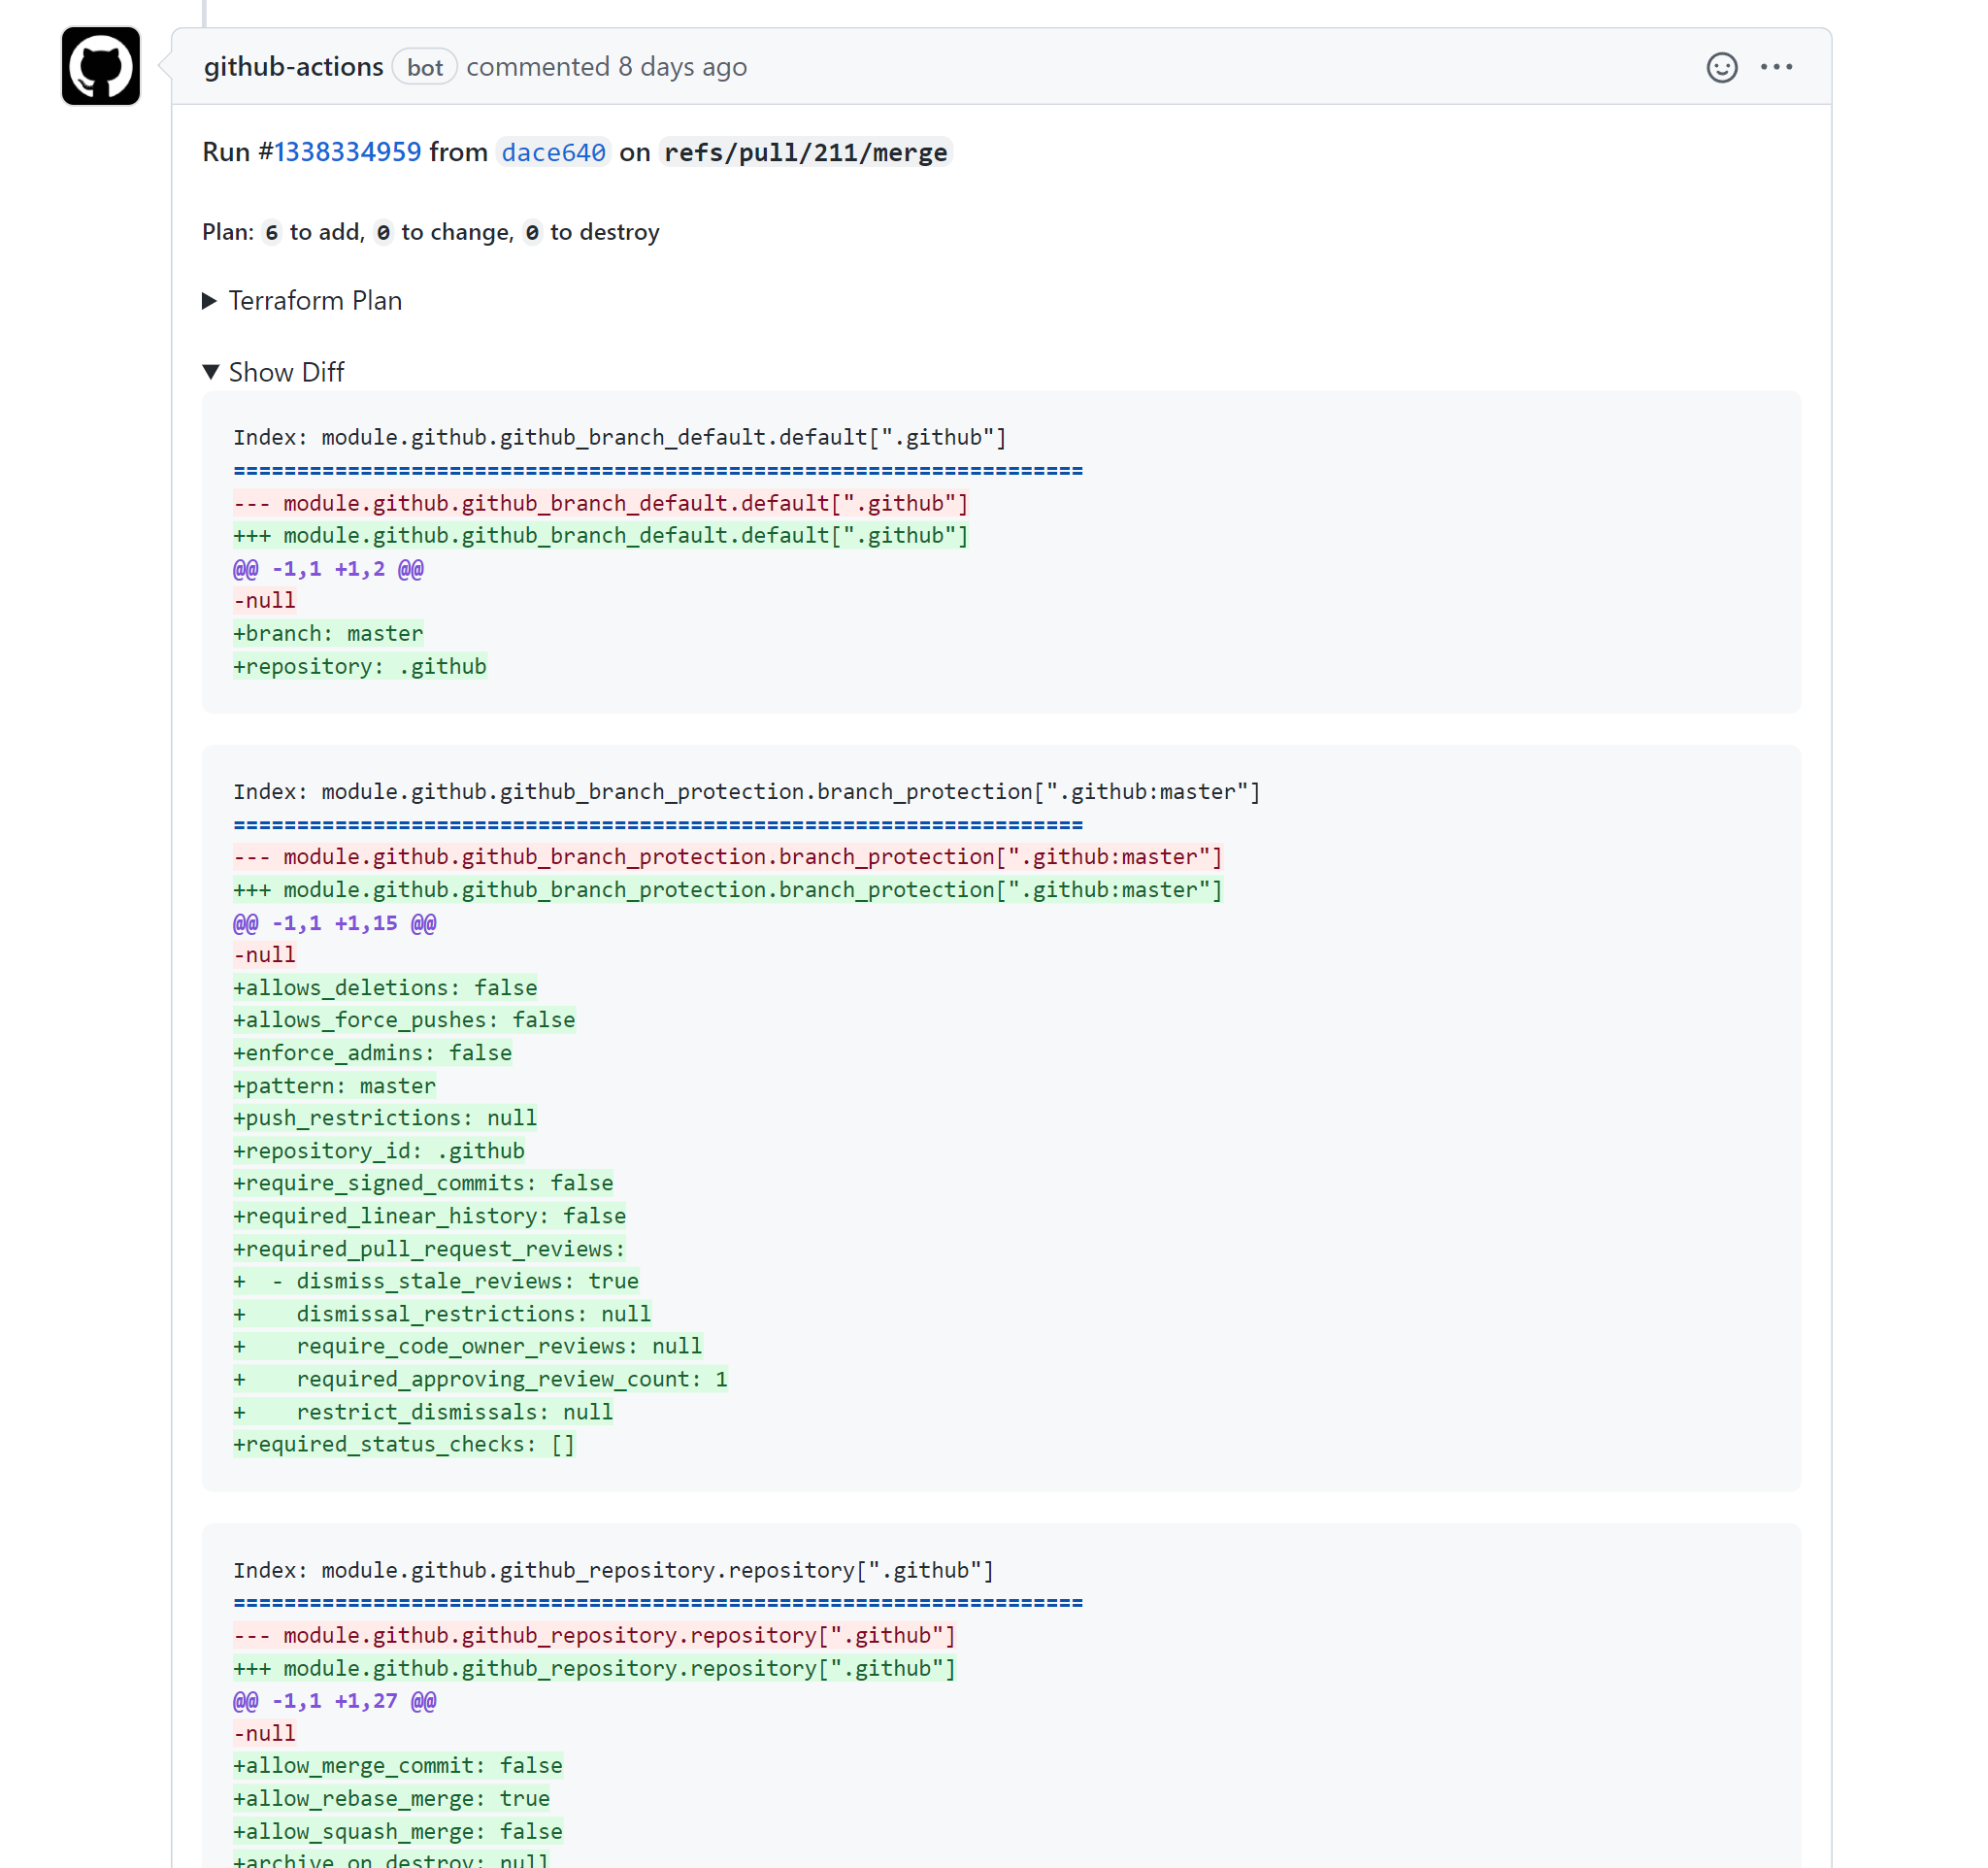 github-actions bot commented 8 days ago
Run #1338334959 from dace640 on refs/pull/211/merge
Plan: 6 to add, 0 to change, 0 to destroy
Terraform Plan
Show Diff
Index: module.github.github_branch_default.default[".github"]
===================================================================
--- module.github.github_branch_default.default[".github"]
+++ module.github.github_branch_default.default[".github"]
@@ -1,1 +1,2 @@
-null
+branch: master
+repository: .github
Index: module.github.github_branch_protection.branch_protection[".github:master"]
===================================================================
--- module.github.github_branch_protection.branch_protection[".github:master"]
+++ module.github.github_branch_protection.branch_protection[".github:master"]
@@ -1,1 +1,15 @@
-null
+allows_deletions: false
+allows_force_pushes: false
+enforce_admins: false
+pattern: master
+push_restrictions: null
+repository_id: .github
+require_signed_commits: false
+required_linear_history: false
+required_pull_request_reviews:
+  - dismiss_stale_reviews: true
+    dismissal_restrictions: null
+    require_code_owner_reviews: null
+    required_approving_review_count: 1
+    restrict_dismissals: null
+required_status_checks: []
Index: module.github.github_repository.repository[".github"]
===================================================================
--- module.github.github_repository.repository[".github"]
+++ module.github.github_repository.repository[".github"]
@@ -1,1 +1,27 @@
-null
+allow_merge_commit: false
+allow_rebase_merge: true
+allow_squash_merge: false
+archive_on_destroy: null